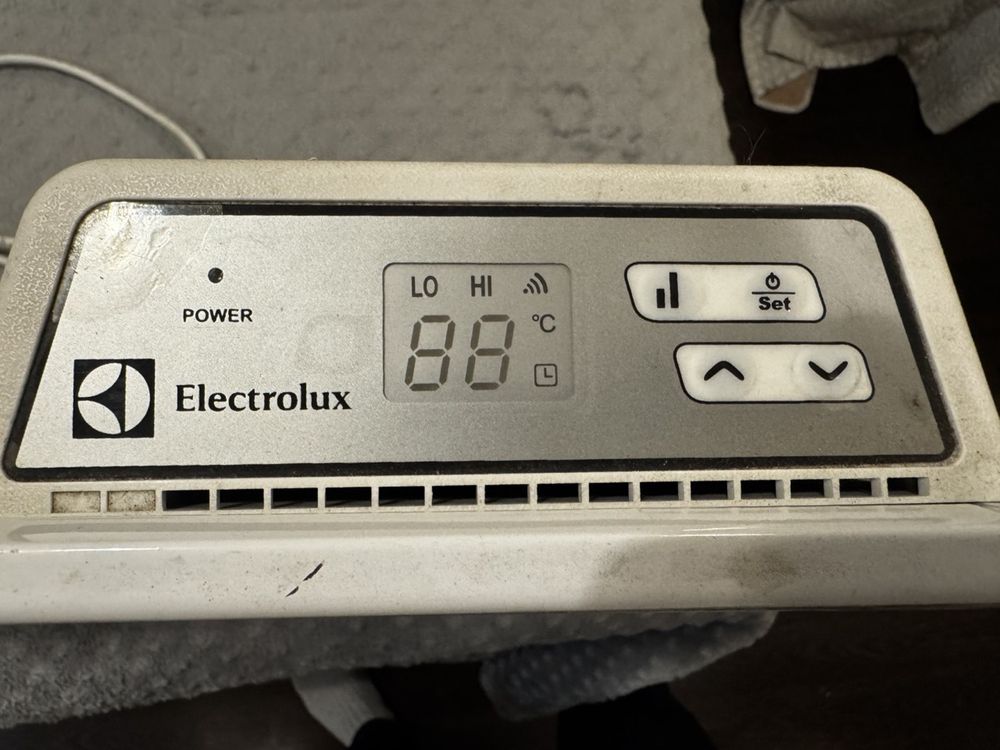 LO HI
88 °C
POWER
Set
Electrolux